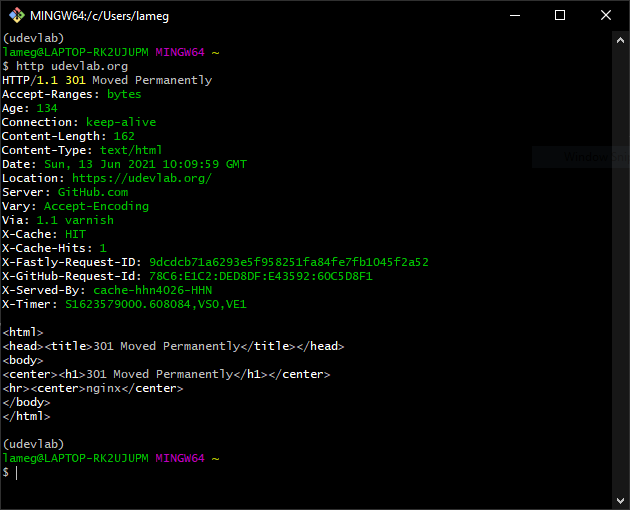 MINGW64:/c/Users/lameg
(udevlab)
lameg@LAPTOP-RK2UJUPM MINGW64 ~
$ http udevlab.org
HTTP/1.1 301 Moved Permanently
Accept-Ranges: bytes
Age: 134
Connection: keep-alive
Content-Length: 162
Content-Type: text/html
Date: Sun, 13 Jun 2021 10:09:59 GMT
Location: https://udevlab.org/
Server: GitHub.com
Vary: Accept-Encoding
Via: 1.1 varnish
X-Cache: HIT
X-Cache-Hits: 1
X-Fastly-Request-ID: 9dcdcb71a6293e5f958251fa84fe7fb1045f2a52
X-GitHub-Request-Id: 78C6:E1C2:DED8DF:E43592:60C5D8F1
X-Served-By: cache-hhn4026-HHN
X-Timer: S1623579000.608084,VS0,VE1
<html>
<head><title>301 Moved Permanently</title></head>
<body>
<center><h1>301 Moved Permanently</h1></center>
<hr><center>nginx</center>
</body>
</html>
(udevlab)
lameg@LAPTOP-RK2UJUPM MINGW64 ~
$